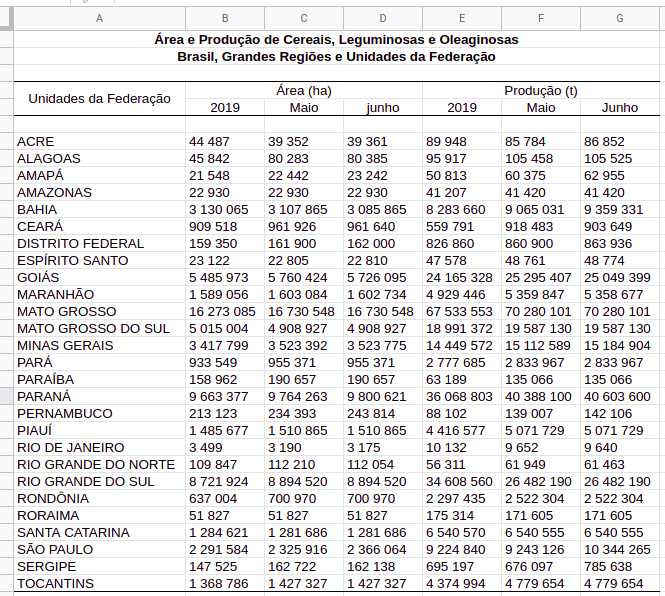 A B C D E F G
Área e Produção de Cereais, Leguminosas e Oleaginosas
Brasil, Grandes Regiões e Unidades da Federação
Unidades da Federação Área (ha) Produção (t)
2019 Maio junho 2019 Maio Junho
ACRE 44 487 39 352 39 361 89 948 85 784 86 852
ALAGOAS 45 842 80 283 80 385 95 917 105 458 105 525
AMAPÁ 21 548 22 442 23 242 50 813 60 375 62 955
AMAZONAS 22 930 22 930 22 930 41 207 41 420 41 420
BAHIA 3 130 065 3 107 865 3 085 865 8 283 660 9 065 031 9 359 331
CEARÁ 909 518 961 926 961 640 559 791 918 483 903 649
DISTRITO FEDERAL 159 350 161 900 162 000 826 860 860 900 863 936
ESPÍRITO SANTO 23 122 22 805 22 810 47 578 48 761 48 774
GOIÁS 5 485 973 5 760 424 5 726 095 24 165 328 25 295 407 25 049 399
MARANHÃO 1 589 056 1 603 084 1 602 734 4 929 446 5 359 847 5 358 677
MATO GROSSO 16 273 085 16 730 548 16 730 548 67 533 553 70 280 101 70 280 101
MATO GROSSO DO SUL 5 015 004 4 908 927 4 908 927 18 991 372 19 587 130 19 587 130
MINAS GERAIS 3 417 799 3 523 392 3 523 775 14 449 572 15 112 589 15 184 904
PARÁ 933 549 955 371 955 371 2 777 685 2 833 967 2 833 967
PARAÍBA 158 962 190 657 190 657 63 189 135 066 135 066
PARANÁ 9 663 377 9 764 263 9 800 621 36 068 803 40 388 100 40 603 600
PERNAMBUCO 213 123 234 393 243 814 88 102 139 007 142 106
PIAUÍ 1 485 677 1 510 865 1 510 865 4 416 577 5 071 729 5 071 729
RIO DE JANEIRO 3 499 3 190 3 175 10 132 9 652 9 640
RIO GRANDE DO NORTE 109 847 112 210 112 054 56 311 61 949 61 463
RIO GRANDE DO SUL 8 721 924 8 894 520 8 894 520 34 608 560 26 482 190 26 482 190
RONDÔNIA 637 004 700 970 700 970 2 297 435 2 522 304 2 522 304
RORAIMA 51 827 51 827 51 827 175 314 171 605 171 605
SANTA CATARINA 1 284 621 1 281 686 1 281 686 6 540 570 6 540 555 6 540 555
SÃO PAULO 2 291 584 2 325 916 2 366 064 9 224 840 9 243 126 10 344 265
SERGIPE 147 525 162 722 162 138 695 197 676 097 785 638
TOCANTINS 1 368 786 1 427 327 1 427 327 4 374 994 4 779 654 4 779 654